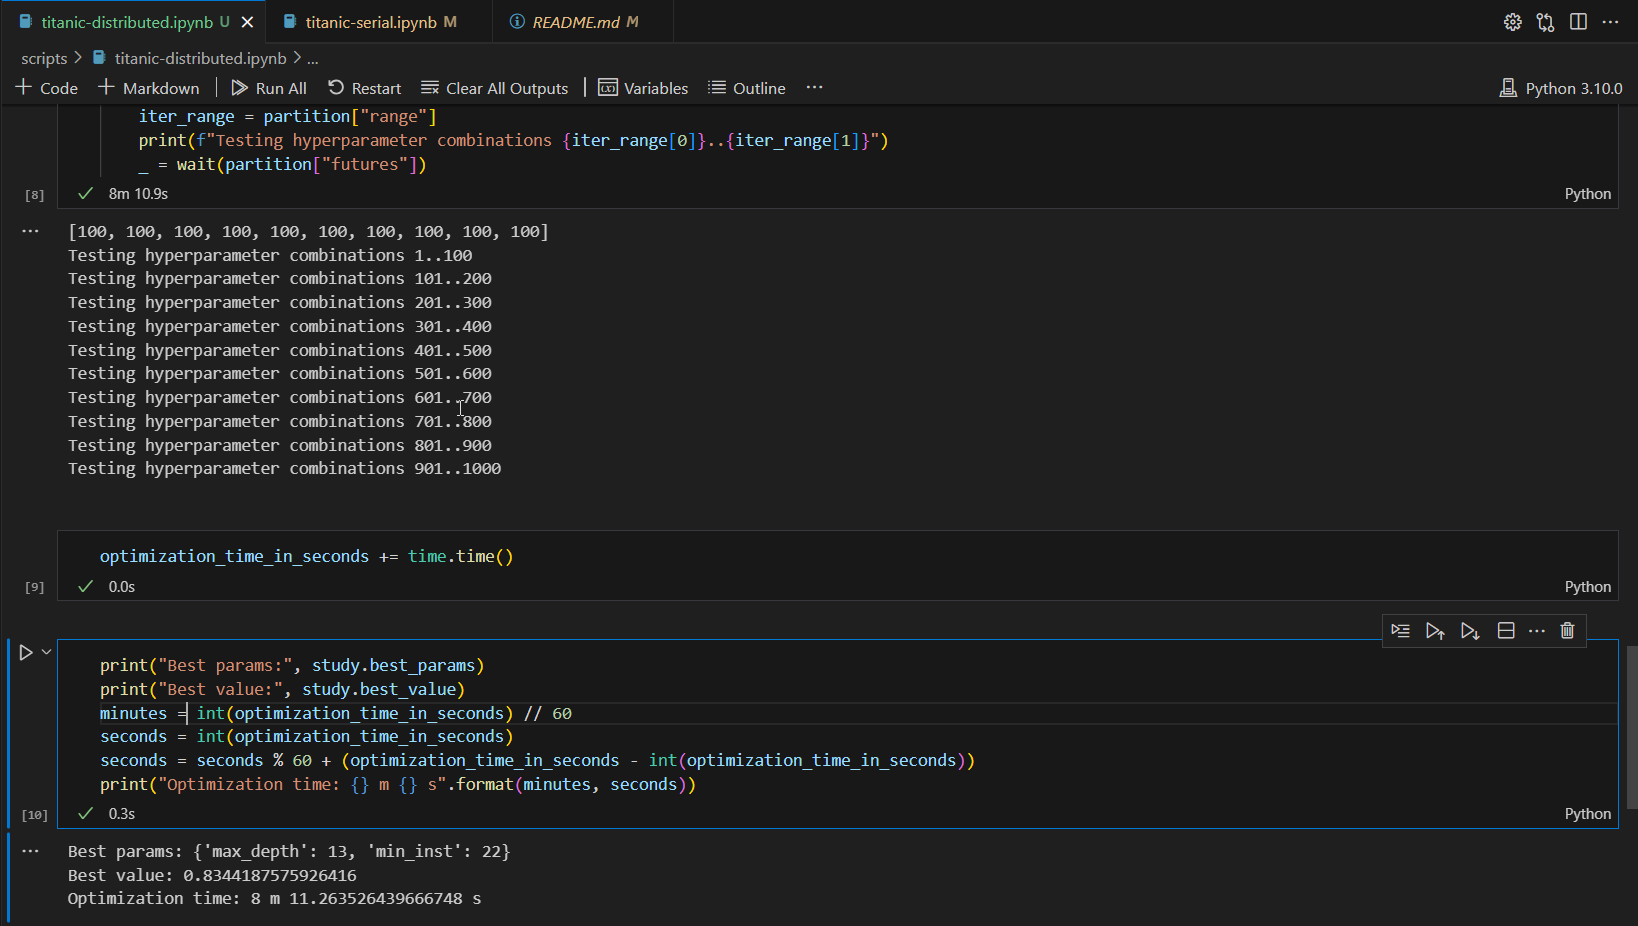 titanic-distributed.ipynb U
titanic-serial.ipynb M
README.md M
scripts > titanic-distributed.ipynb > ...
Code
Markdown
Run All
Restart
Clear All Outputs
Variables
Outline
...
Python 3.10.0
iter_range = partition["range"]
print(f"Testing hyperparameter combinations {iter_range[0]}..{iter_range[1]}")
_ = wait(partition["futures"])
[8]
8m 10.9s
Python
[100, 100, 100, 100, 100, 100, 100, 100, 100, 100]
Testing hyperparameter combinations 1..100
Testing hyperparameter combinations 101..200
Testing hyperparameter combinations 201..300
Testing hyperparameter combinations 301..400
Testing hyperparameter combinations 401..500
Testing hyperparameter combinations 501..600
Testing hyperparameter combinations 601..700
Testing hyperparameter combinations 701..800
Testing hyperparameter combinations 801..900
Testing hyperparameter combinations 901..1000
optimization_time_in_seconds += time.time()
[9]
0.0s
Python
print("Best params:", study.best_params)
print("Best value:", study.best_value)
minutes = int(optimization_time_in_seconds) // 60
seconds = int(optimization_time_in_seconds)
seconds = seconds % 60 + (optimization_time_in_seconds - int(optimization_time_in_seconds))
print("Optimization time: {} m {} s".format(minutes, seconds))
[10]
0.3s
Python
Best params: {'max_depth': 13, 'min_inst': 22}
Best value: 0.8344187575926416
Optimization time: 8 m 11.263526439666748 s